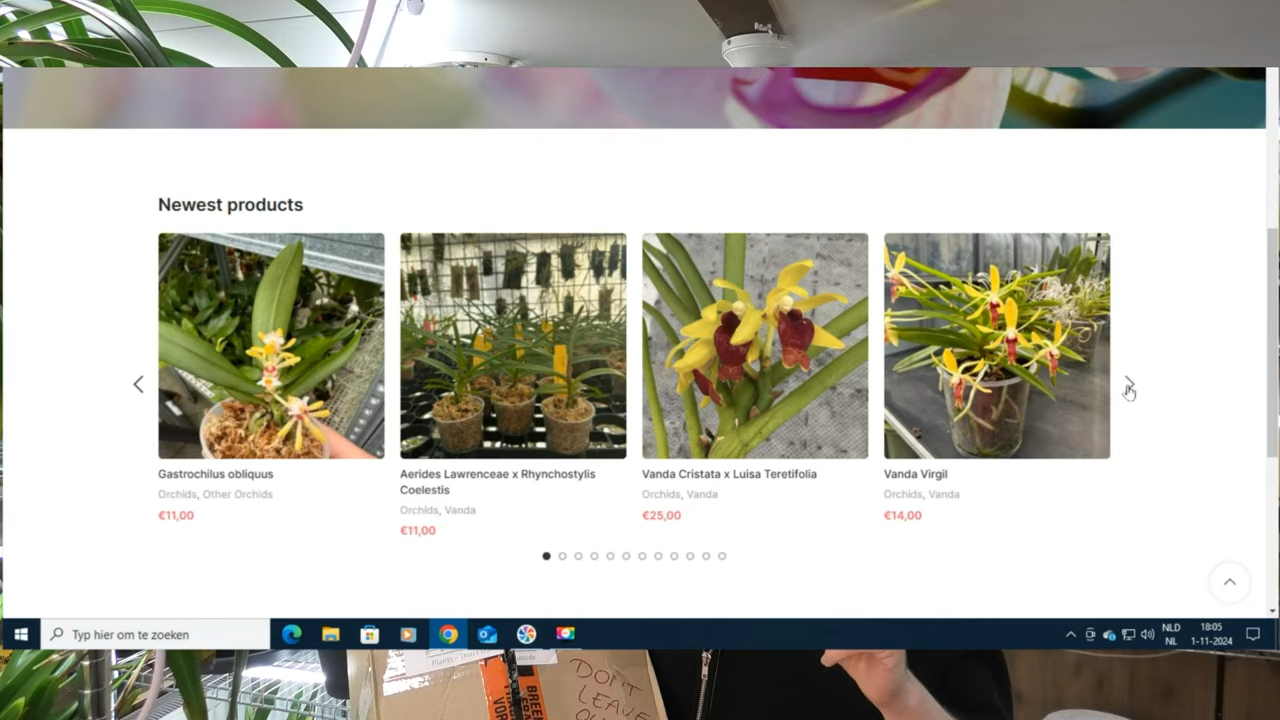 Newest products
Gastrochilus obliquus
Orchids, Other Orchids
€11,00
Aerides Lawrenceae x Rhynchostylis
Coelestis
Orchids, Vanda
€11,00
Vanda Cristata x Luisa Teretifolia
Orchids, Vanda
€25,00
Vanda Virgil
Orchids, Vanda
€14,00
Typ hier om te zoeken
NLD
NL
18:05
1-11-2024
DON'T
LEAVE